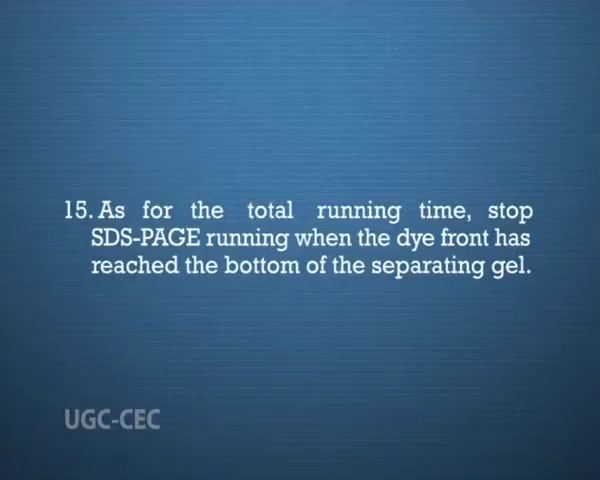 15. As for the total running time, stop
SDS-PAGE running when the dye front has
reached the bottom of the separating gel.
UGC-CEC